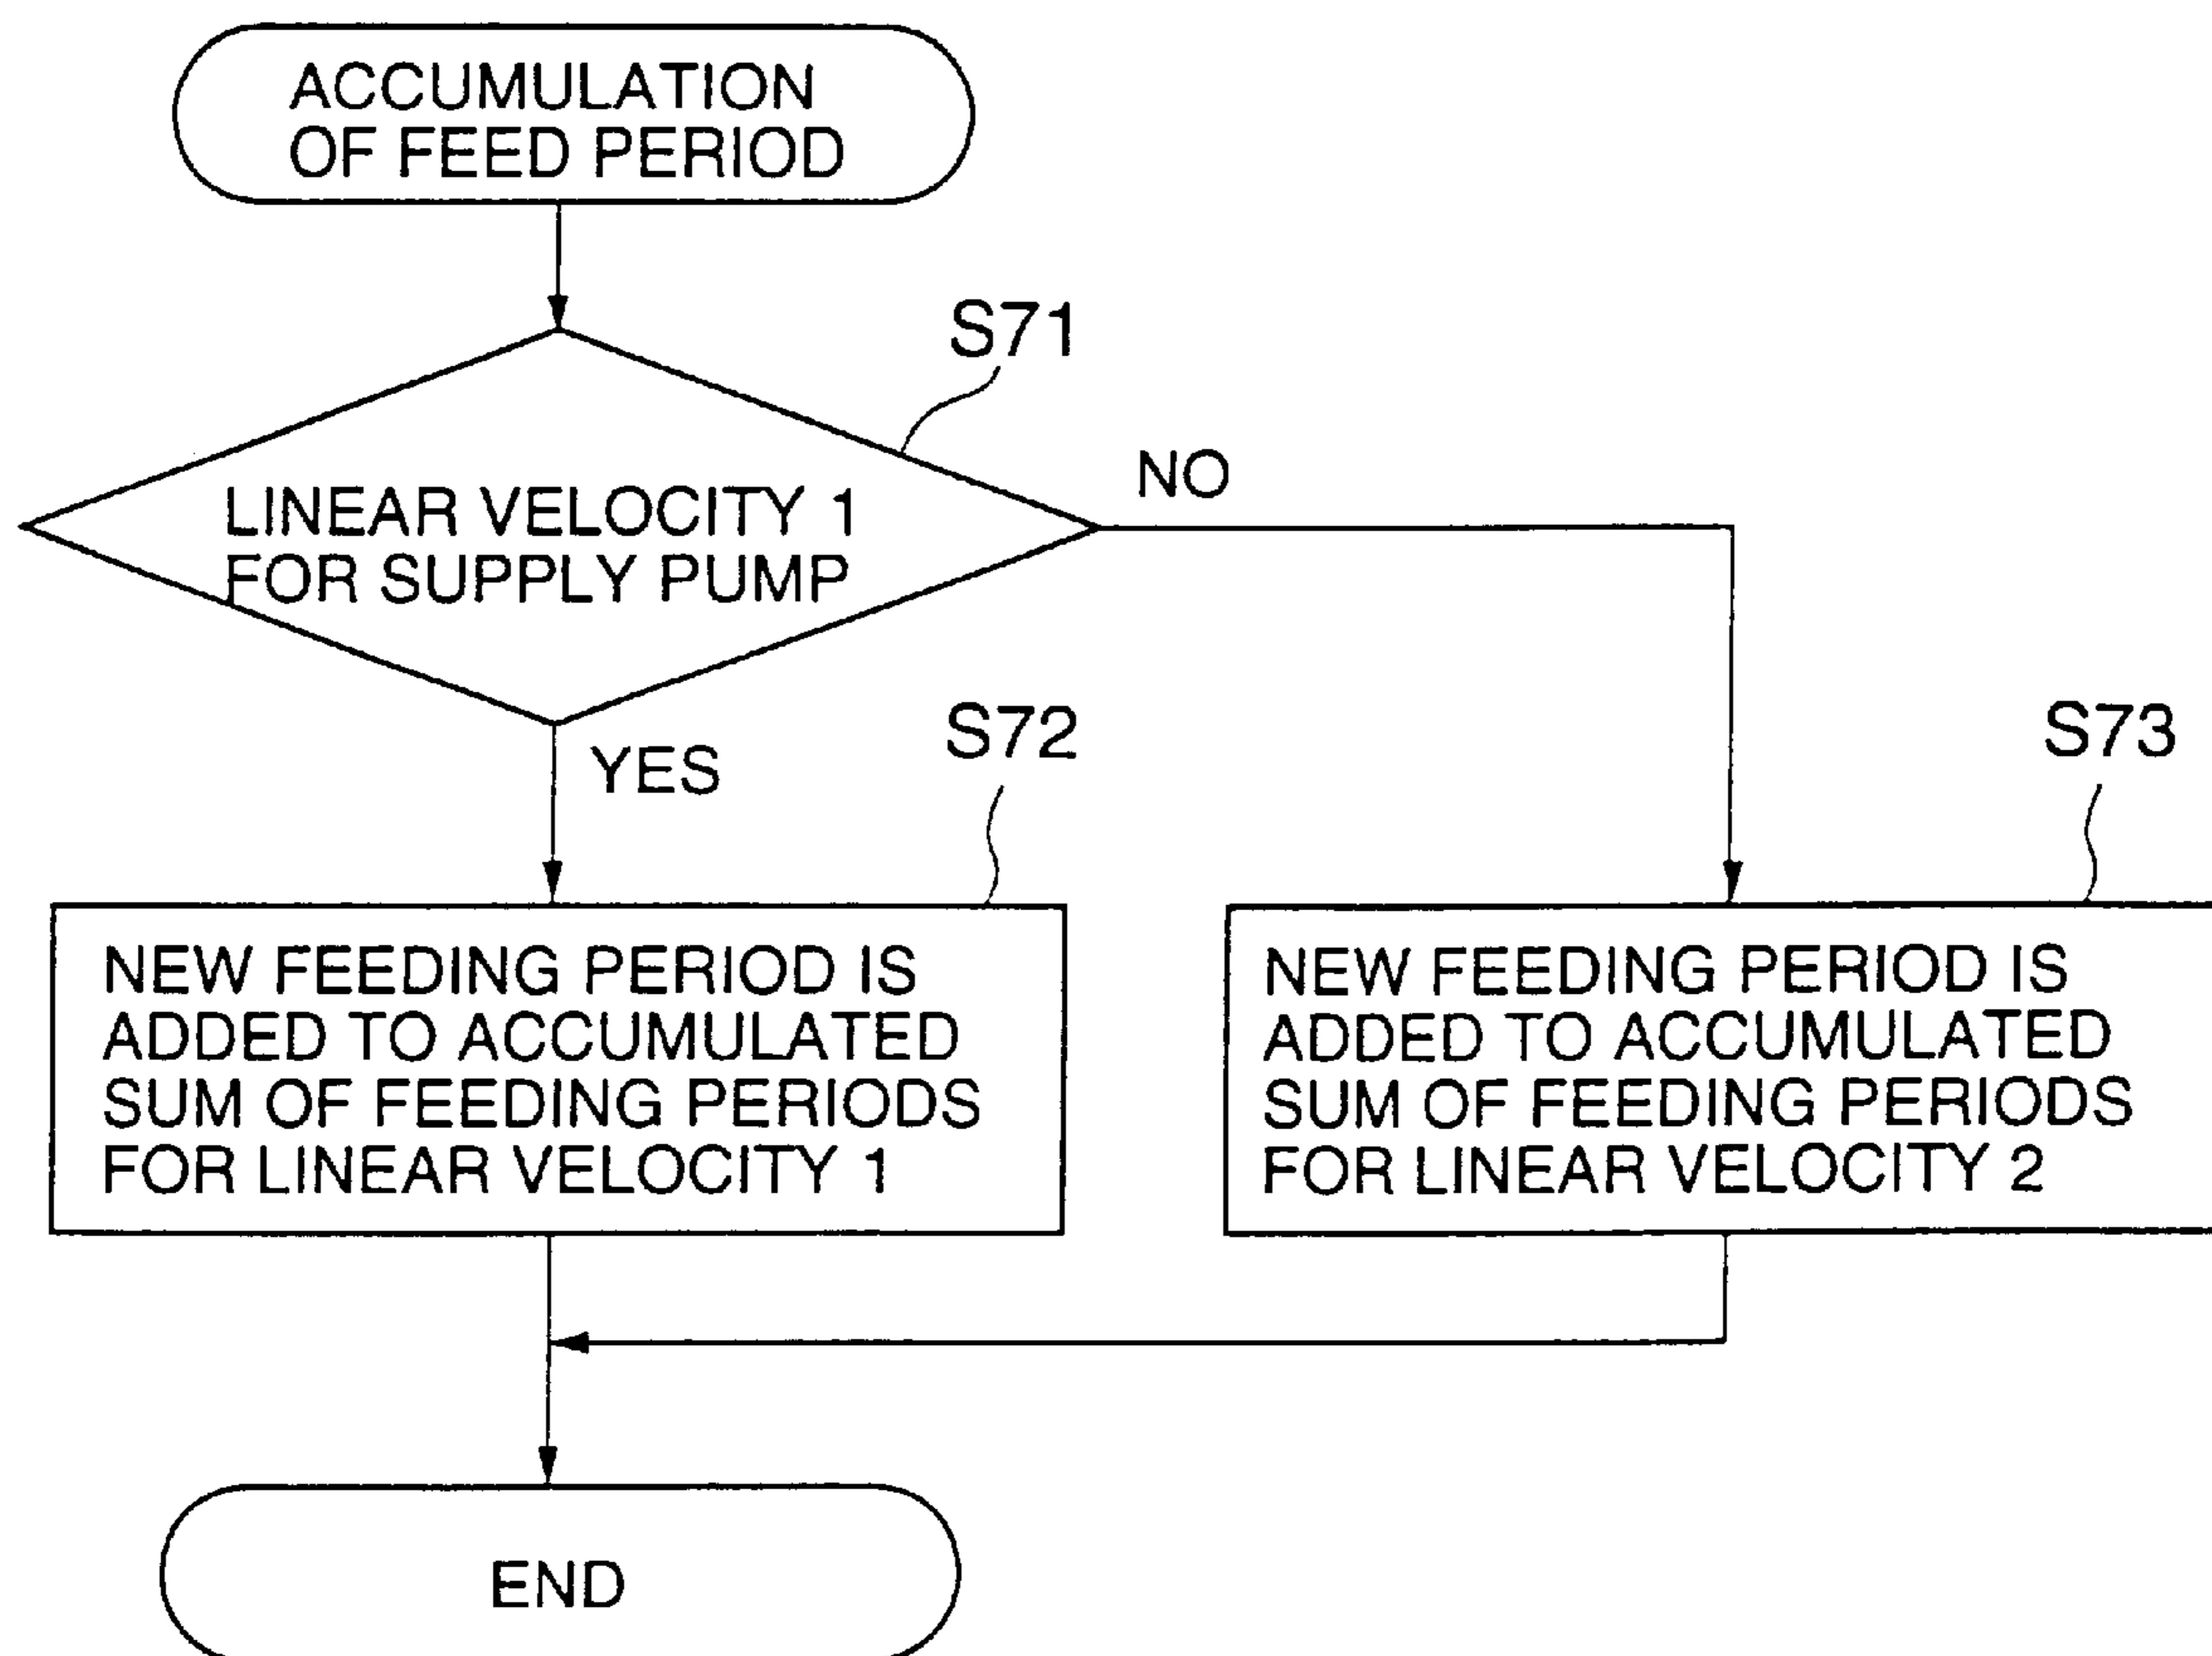 ACCUMULATION
OF FEED PERIOD
S71
LINEAR VELOCITY 1
FOR SUPPLY PUMP
NO
YES
S72
NEW FEEDING PERIOD IS
ADDED TO ACCUMULATED
SUM OF FEEDING PERIODS
FOR LINEAR VELOCITY 1
S73
NEW FEEDING PERIOD IS
ADDED TO ACCUMULATED
SUM OF FEEDING PERIODS
FOR LINEAR VELOCITY 2
END